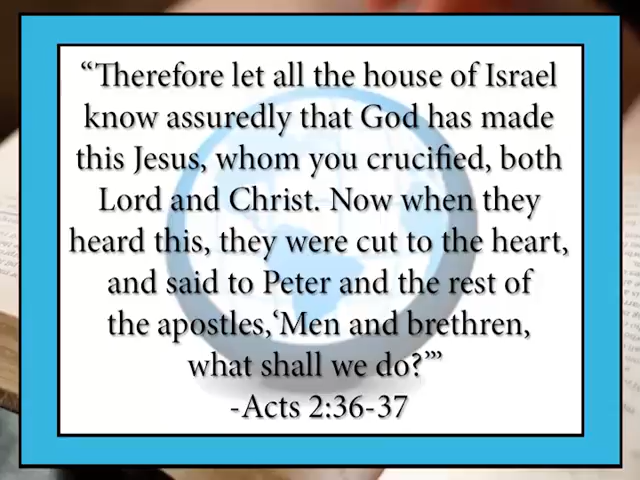 “Therefore let all the house of Israel
know assuredly that God has made
this Jesus, whom you crucified, both
Lord and Christ. Now when they
heard this, they were cut to the heart,
and said to Peter and the rest of
the apostles,‘Men and brethren,
what shall we do?’”
-Acts 2:36-37